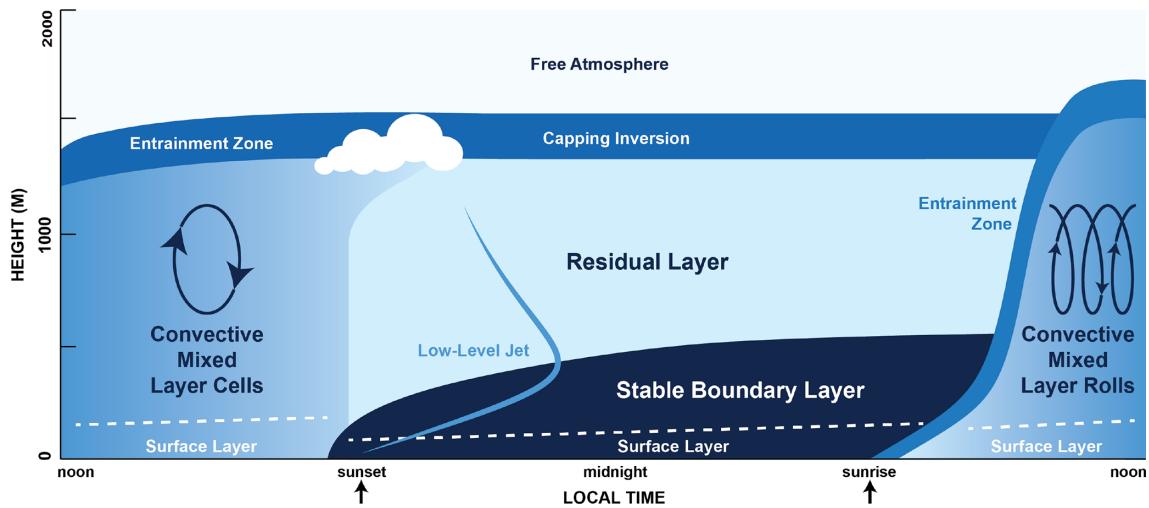 2000
Free Atmosphere
Entrainment Zone
Capping Inversion
Entrainment
Zone
HEIGHT (M)
1000
Residual Layer
Convective
Mixed
Layer Cells
Low-Level Jet
Convective
Mixed
Layer Rolls
Stable Boundary Layer
Surface Layer
Surface Layer
Surface Layer
0
noon
sunset
midnight
sunrise
noon
LOCAL TIME